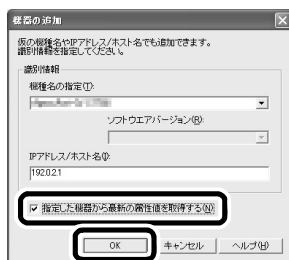 機器の追加
仮の機種名やIPアドレス/ホスト名でも追加できます。
識別情報を指定してください。
識別情報
機種名の指定(T):
ソフトウエアバージョン(R):
IPアドレス/ホスト名(I):
192.0.2.1
指定した機器から最新の属性値を取得する(N)
OK
キャンセル
ヘルプ(H)